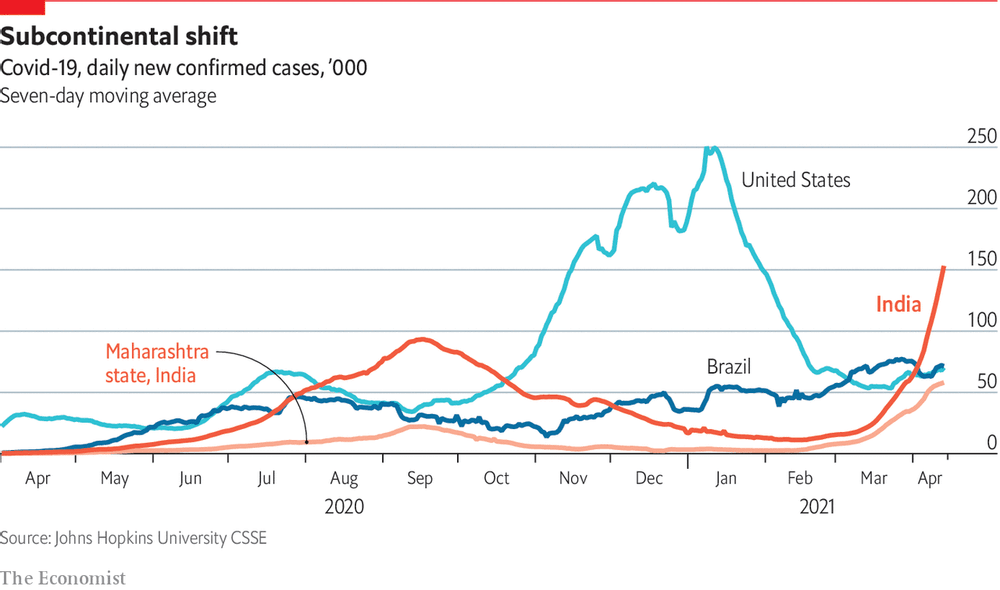 Subcontinental shift
Covid-19, daily new confirmed cases, ’000
Seven-day moving average
250
United States
200
150
India
100
Maharashtra
state, India
Brazil
50
0
Apr May Jun Jul Aug Sep Oct Nov Dec Jan Feb Mar Apr
2020 2021
Source: Johns Hopkins University CSSE
The Economist